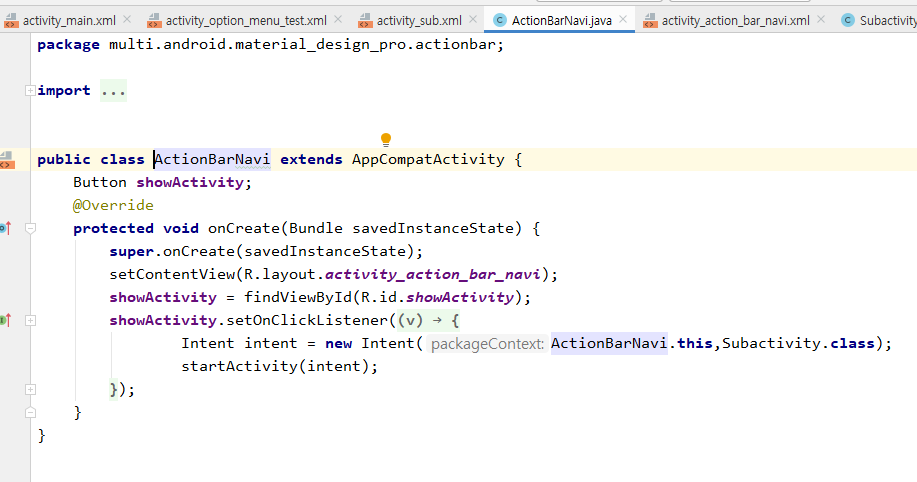 activity_main.xml activity_option_menu_test.xml activity_sub.xml ActionBarNavi.java activity_action_bar_navi.xml Subactivity
package multi.android.material_design_pro.actionbar;
import ...
public class ActionBarNavi extends AppCompatActivity {
Button showActivity;
@Override
protected void onCreate(Bundle savedInstanceState) {
super.onCreate(savedInstanceState);
setContentView(R.layout.activity_action_bar_navi);
showActivity = findViewById(R.id.showActivity);
showActivity.setOnClickListener((v) → {
Intent intent = new Intent( packageContext: ActionBarNavi.this,Subactivity.class);
startActivity(intent);
});
}
}